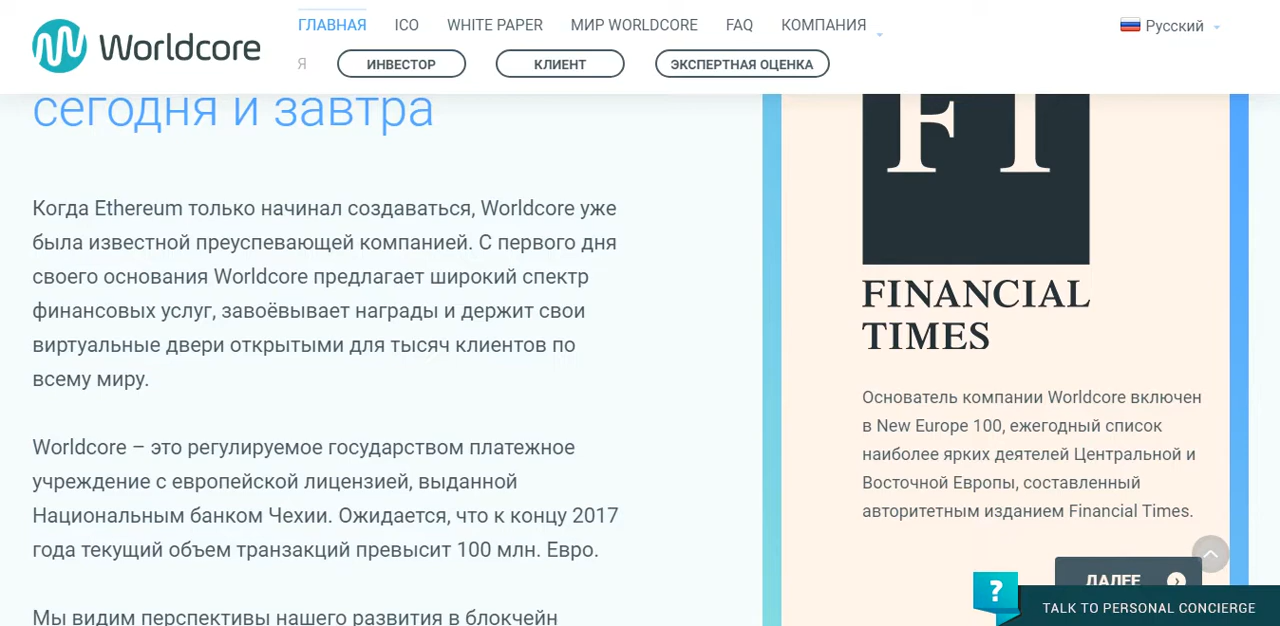 Worldcore
ГЛАВНАЯ ICO WHITE PAPER МИР WORLDCORE FAQ КОМПАНИЯ
Русский
Я ИНВЕСТОР КЛИЕНТ ЭКСПЕРТНАЯ ОЦЕНКА
сегодня и завтра
Когда Ethereum только начинал создаваться, Worldcore уже
была известной преуспевающей компанией. С первого дня
своего основания Worldcore предлагает широкий спектр
финансовых услуг, завоёвывает награды и держит свои
виртуальные двери открытыми для тысяч клиентов по
всему миру.
Worldcore – это регулируемое государством платежное
учреждение с европейской лицензией, выданной
Национальным банком Чехии. Ожидается, что к концу 2017
года текущий объем транзакций превысит 100 млн. Евро.
Мы видим перспективы нашего развития в блокчейн
FT
FINANCIAL
TIMES
Основатель компании Worldcore включен
в New Europe 100, ежегодный список
наиболее ярких деятелей Центральной и
Восточной Европы, составленный
авторитетным изданием Financial Times.
ДАЛЕЕ
? TALK TO PERSONAL CONCIERGE